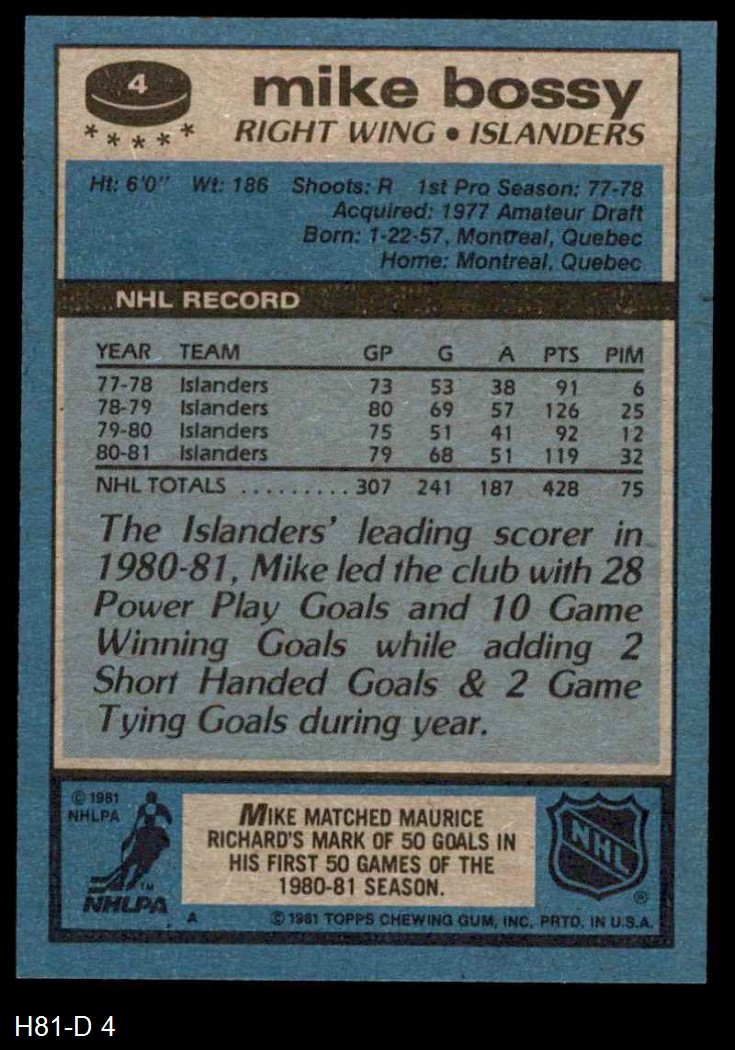 4
mike bossy
* * * * *
RIGHT WING • ISLANDERS
Ht: 6'0" Wt: 186 Shoots: R 1st Pro Season: 77-78
Acquired: 1977 Amateur Draft
Born: 1-22-57, Montreal, Quebec
Home: Montreal, Quebec
NHL RECORD
YEAR TEAM GP G A PTS PIM
77-78 Islanders 73 53 38 91 6
78-79 Islanders 80 69 57 126 25
79-80 Islanders 75 51 41 92 12
80-81 Islanders 79 68 51 119 32
NHL TOTALS .......... 307 241 187 428 75
The Islanders' leading scorer in
1980-81, Mike led the club with 28
Power Play Goals and 10 Game
Winning Goals while adding 2
Short Handed Goals & 2 Game
Tying Goals during year.
© 1981
NHLPA
TM
NHLPA
MIKE MATCHED MAURICE
RICHARD'S MARK OF 50 GOALS IN
HIS FIRST 50 GAMES OF THE
1980-81 SEASON.
NHL
®
A © 1981 TOPPS CHEWING GUM, INC. PRTD. IN U.S.A.
H81-D 4